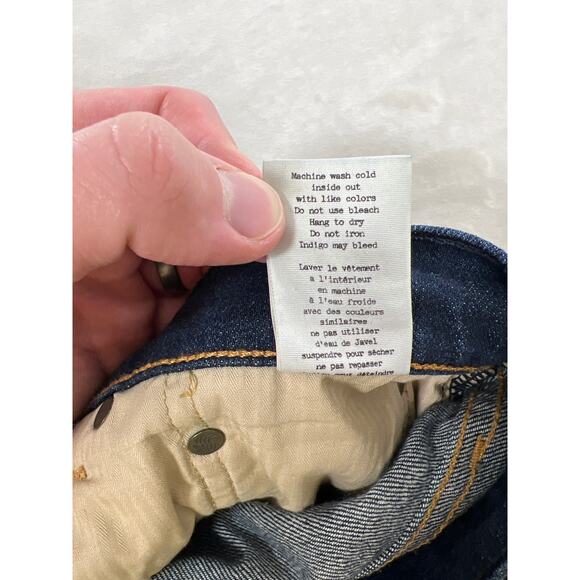 Machine wash cold
inside out
with like colors
Do not use bleach
Hang to dry
Do not iron
Indigo may bleed
Laver le vêtement
a l'intérieur
en machine
à l'eau froide
avec des couleurs
similaires
ne pas utiliser
d'eau de Javel
suspendre pour sècher
ne pas repasser
déteindre